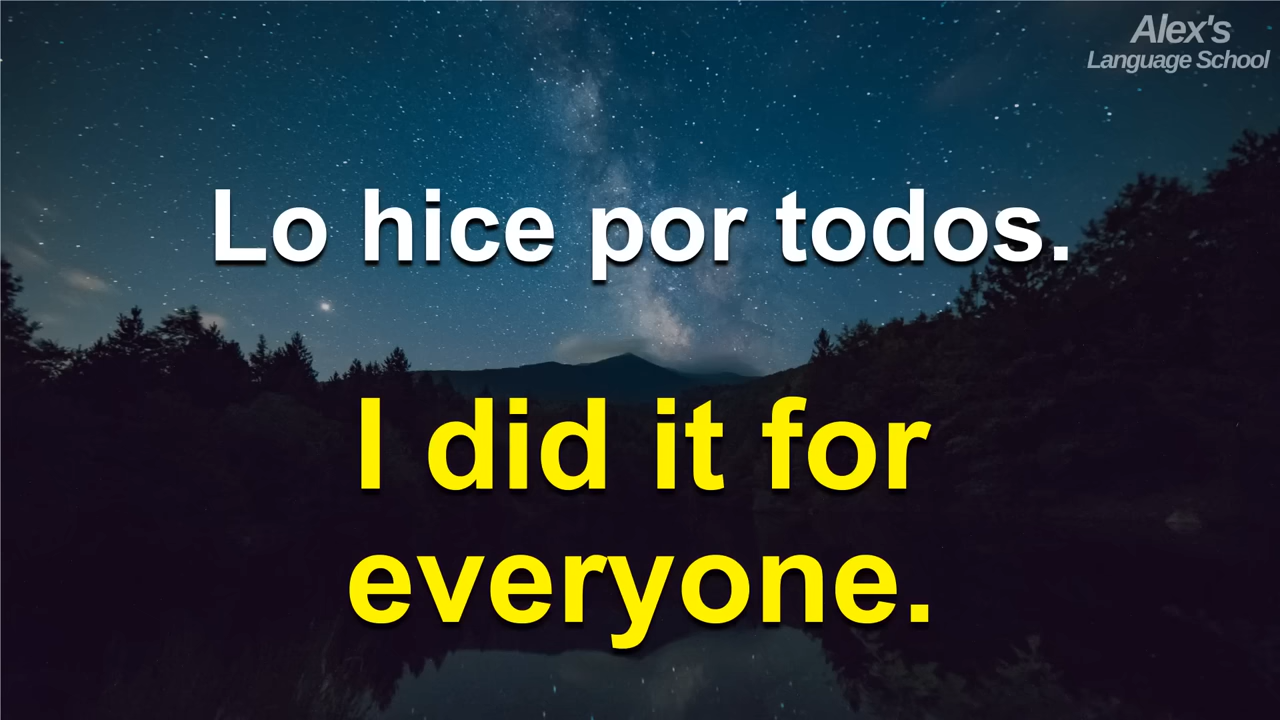 Alex's
Language School
Lo hice por todos.
I did it for
everyone.